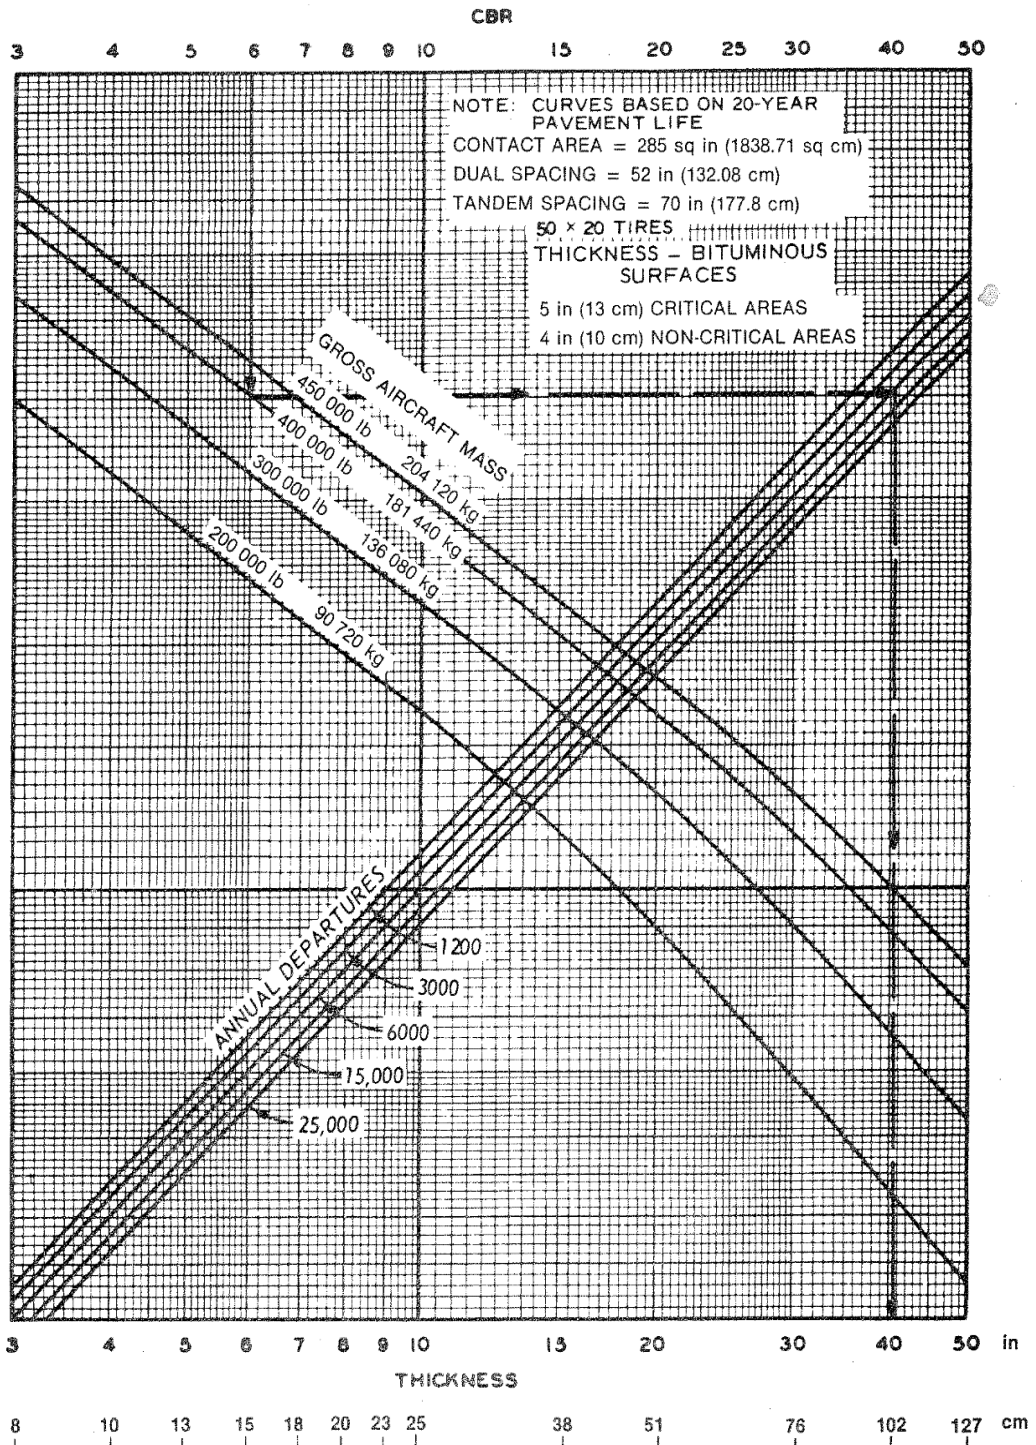 CBR
3 4 5 6 7 8 9 10 15 20 25 30 40 50
NOTE: CURVES BASED ON 20-YEAR
PAVEMENT LIFE
CONTACT AREA = 285 sq in (1838.71 sq cm)
DUAL SPACING = 52 in (132.08 cm)
TANDEM SPACING = 70 in (177.8 cm)
50 × 20 TIRES
THICKNESS – BITUMINOUS
SURFACES
5 in (13 cm) CRITICAL AREAS
4 in (10 cm) NON-CRITICAL AREAS
GROSS AIRCRAFT MASS
450 000 lb 204 120 kg
400 000 lb 181 440 kg
300 000 lb 136 080 kg
200 000 lb 90 720 kg
ANNUAL DEPARTURES
1200
3000
6000
15,000
25,000
3 4 5 6 7 8 9 10 15 20 30 40 50 in
THICKNESS
8 10 13 15 18 20 23 25 38 51 76 102 127 cm